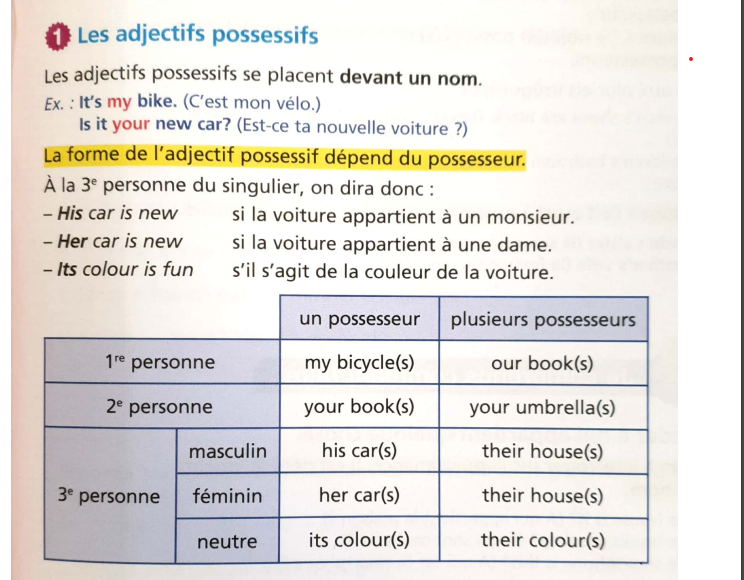 1 Les adjectifs possessifs
Les adjectifs possessifs se placent devant un nom.
Ex. : It's my bike. (C'est mon vélo.)
Is it your new car? (Est-ce ta nouvelle voiture ?)
La forme de l'adjectif possessif dépend du possesseur.
À la 3e personne du singulier, on dira donc :
– His car is new si la voiture appartient à un monsieur.
– Her car is new si la voiture appartient à une dame.
– Its colour is fun s'il s'agit de la couleur de la voiture.
un possesseur plusieurs possesseurs
1re personne my bicycle(s) our book(s)
2e personne your book(s) your umbrella(s)
masculin his car(s) their house(s)
3e personne féminin her car(s) their house(s)
neutre its colour(s) their colour(s)